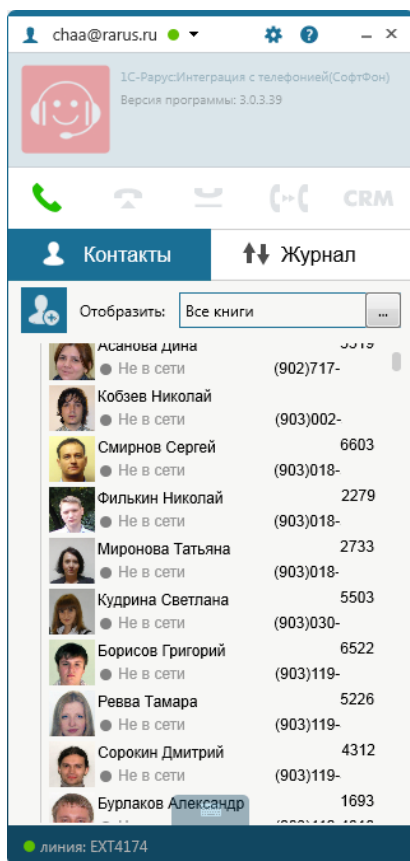 chaa@rarus.ru
1С-Рарус:Интеграция с телефонией(СофтФон)
Версия программы: 3.0.3.39
CRM
Контакты Журнал
Отобразить: Все книги ...
Асанова Дина 5519
Не в сети (902)717-
Кобзев Николай
Не в сети (903)002-
Смирнов Сергей 6603
Не в сети (903)018-
Филькин Николай 2279
Не в сети (903)018-
Миронова Татьяна 2733
Не в сети (903)018-
Кудрина Светлана 5503
Не в сети (903)030-
Борисов Григорий 6522
Не в сети (903)119-
Ревва Тамара 5226
Не в сети (903)119-
Сорокин Дмитрий 4312
Не в сети (903)119-
Бурлаков Александр 1693
линия: EXT4174